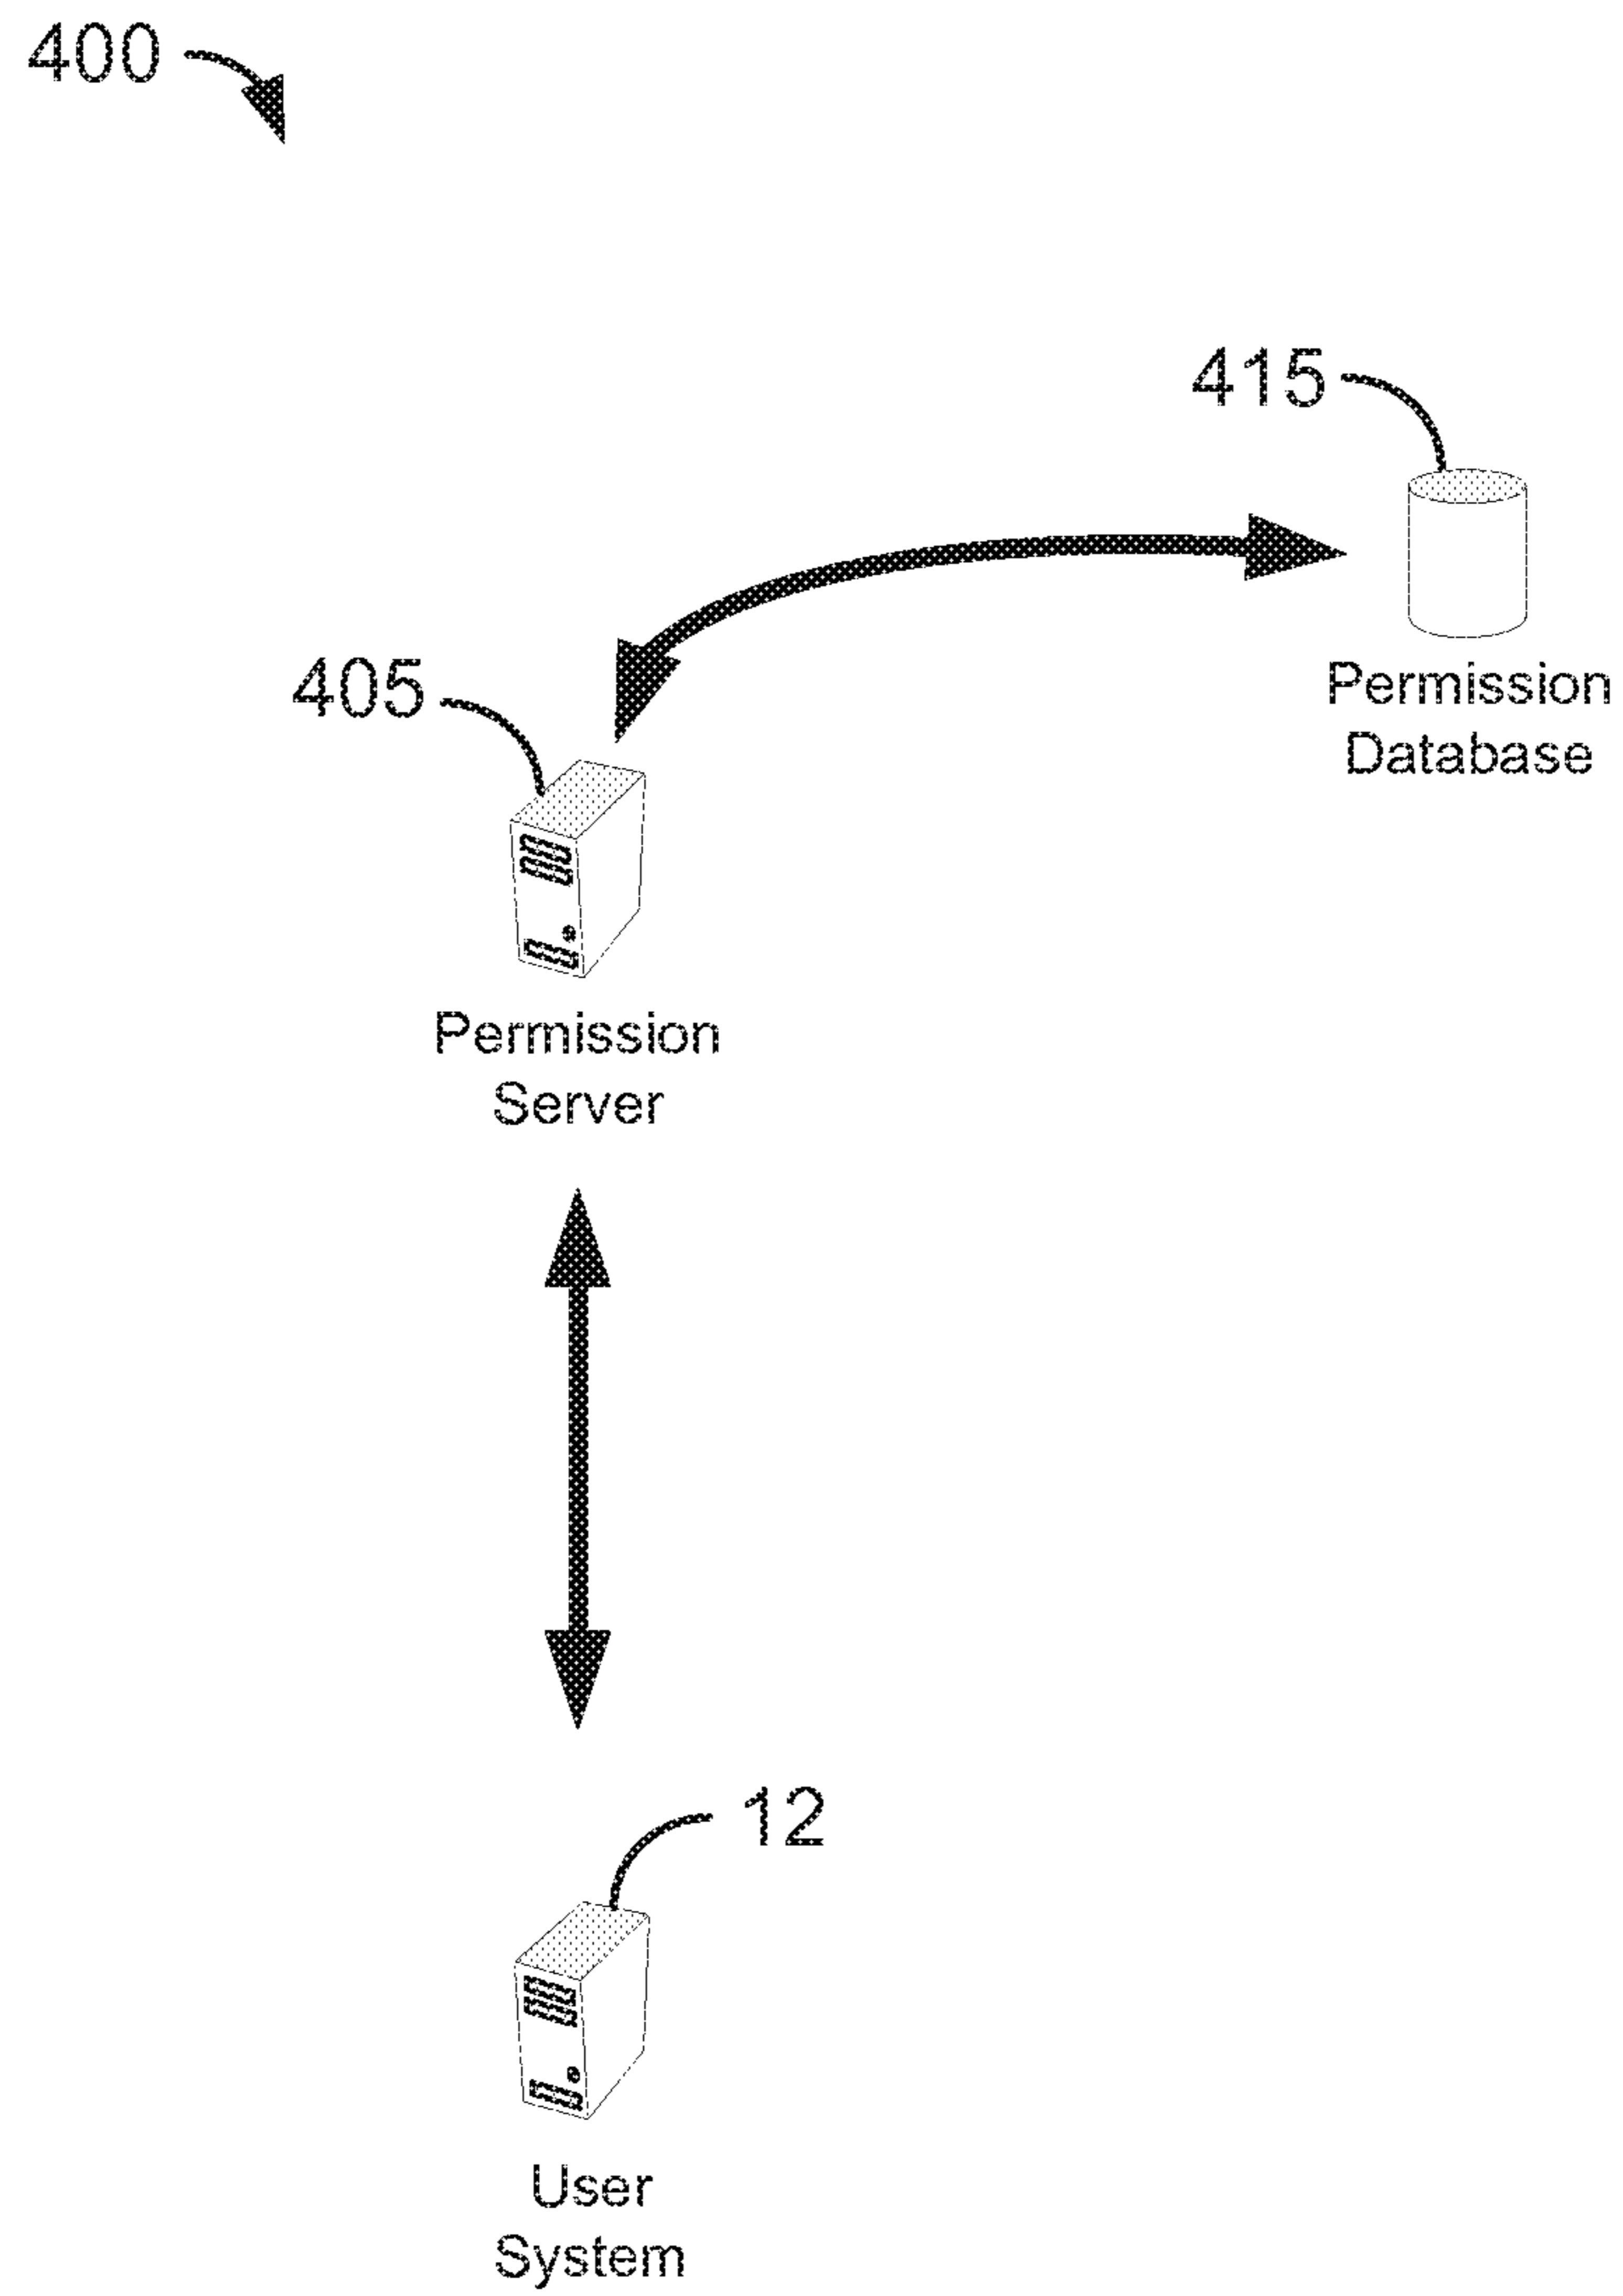 400
415
Permission
Database
405
Permission
Server
12
User
System